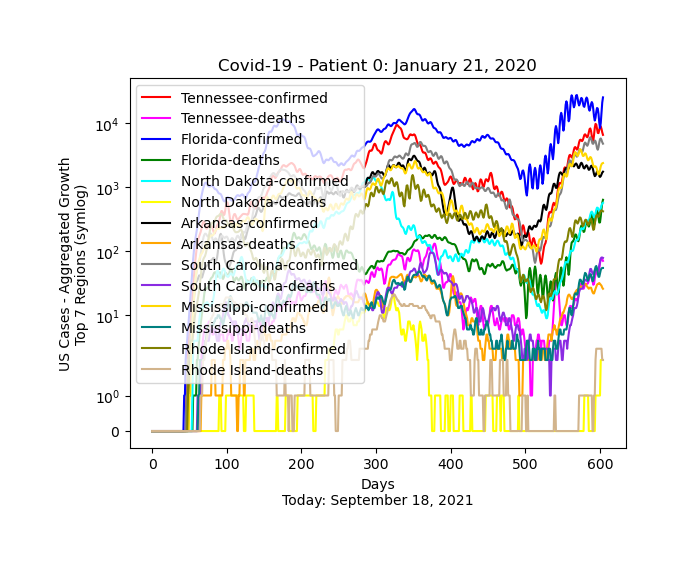 Covid-19 - Patient 0: January 21, 2020
US Cases - Aggregated Growth
Top 7 Regions (symlog)
10⁴
10³
10²
10¹
10⁰
0
Tennessee-confirmed
Tennessee-deaths
Florida-confirmed
Florida-deaths
North Dakota-confirmed
North Dakota-deaths
Arkansas-confirmed
Arkansas-deaths
South Carolina-confirmed
South Carolina-deaths
Mississippi-confirmed
Mississippi-deaths
Rhode Island-confirmed
Rhode Island-deaths
0 100 200 300 400 500 600
Days
Today: September 18, 2021